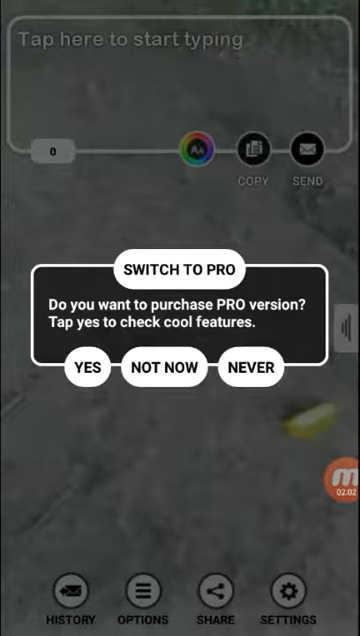 Tap here to start typing
0
AA
COPY SEND
SWITCH TO PRO
Do you want to purchase PRO version?
Tap yes to check cool features.
YES NOT NOW NEVER
02:02
HISTORY OPTIONS SHARE SETTINGS